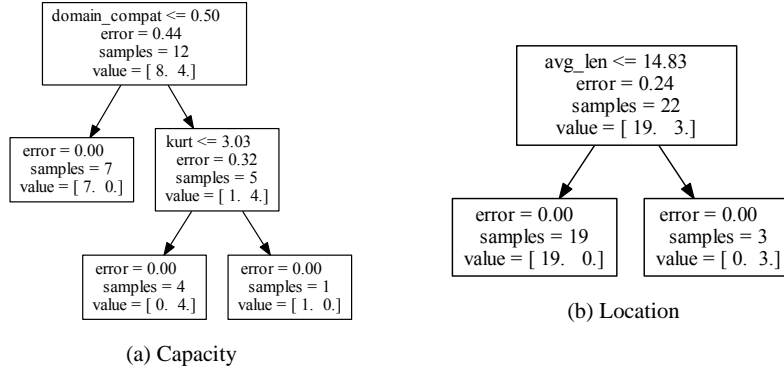 domain_compat <= 0.50
error = 0.44
samples = 12
value = [ 8. 4.]
error = 0.00
samples = 7
value = [ 7. 0.]
kurt <= 3.03
error = 0.32
samples = 5
value = [ 1. 4.]
error = 0.00
samples = 4
value = [ 0. 4.]
error = 0.00
samples = 1
value = [ 1. 0.]
(a) Capacity
avg_len <= 14.83
error = 0.24
samples = 22
value = [ 19. 3.]
error = 0.00
samples = 19
value = [ 19. 0.]
error = 0.00
samples = 3
value = [ 0. 3.]
(b) Location